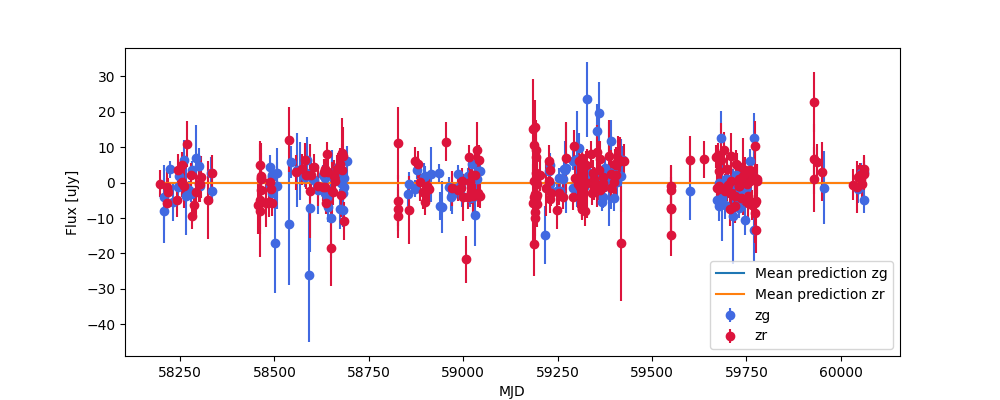 30
20
10
0
−10
−20
−30
−40
Flux [uJy]
Mean prediction zg
Mean prediction zr
zg
zr
58250 58500 58750 59000 59250 59500 59750 60000
MJD